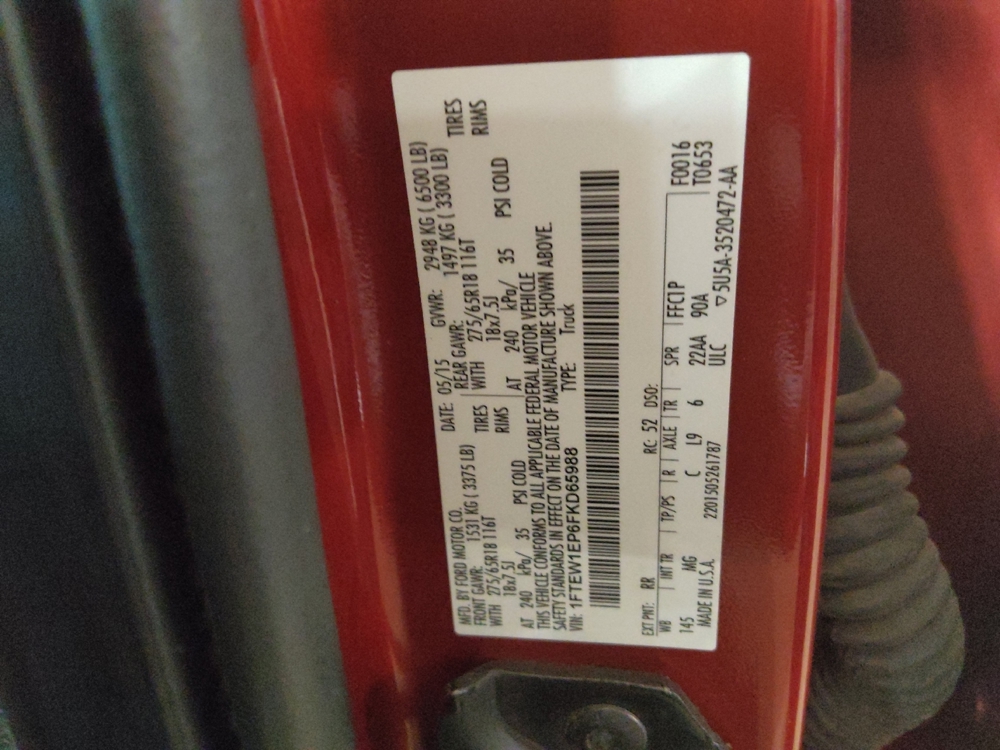 MFD. BY FORD MOTOR CO. DATE: 05/15 GVWR: 2948 KG ( 6500 LB)
FRONT GAWR: 1531 KG ( 3375 LB) REAR GAWR: 1497 KG ( 3300 LB)
WITH 275/65R18 116T TIRES WITH 275/65R18 116T TIRES
18x7.5J RIMS 18x7.5J RIMS
AT 240 kPa/ 35 PSI COLD AT 240 kPa/ 35 PSI COLD
THIS VEHICLE CONFORMS TO ALL APPLICABLE FEDERAL MOTOR VEHICLE
SAFETY STANDARDS IN EFFECT ON THE DATE OF MANUFACTURE SHOWN ABOVE.
VIN: 1FTEW1EP6FKD65988 TYPE: Truck
EXT PNT: RR RC: 52 DSO:
WB INT TR TP/PS R AXLE TR SPR FFC1P F0016
145 MG C L9 6 22AA 90A T0653
MADE IN U.S.A. 2201505261787 ULC ▽5U5A-3520472-AA